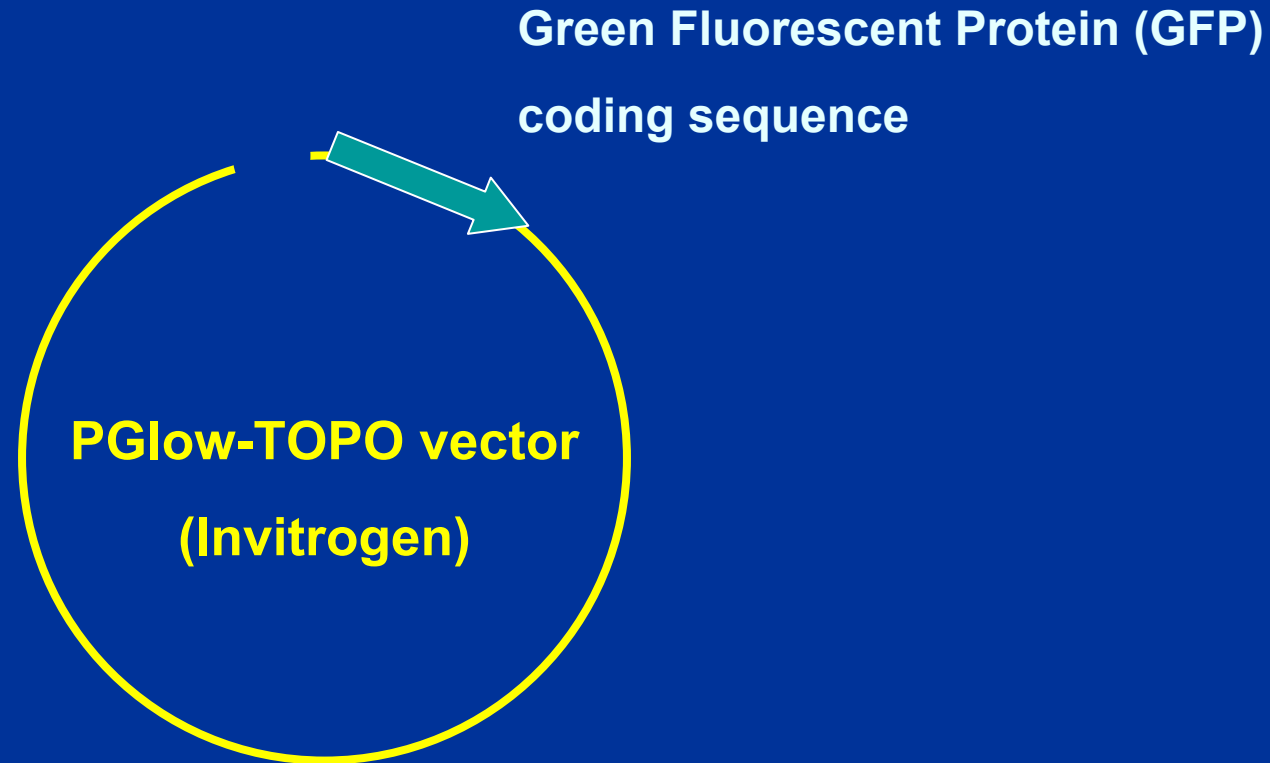 Green Fluorescent Protein (GFP)
coding sequence
PGlow-TOPO vector
(Invitrogen)